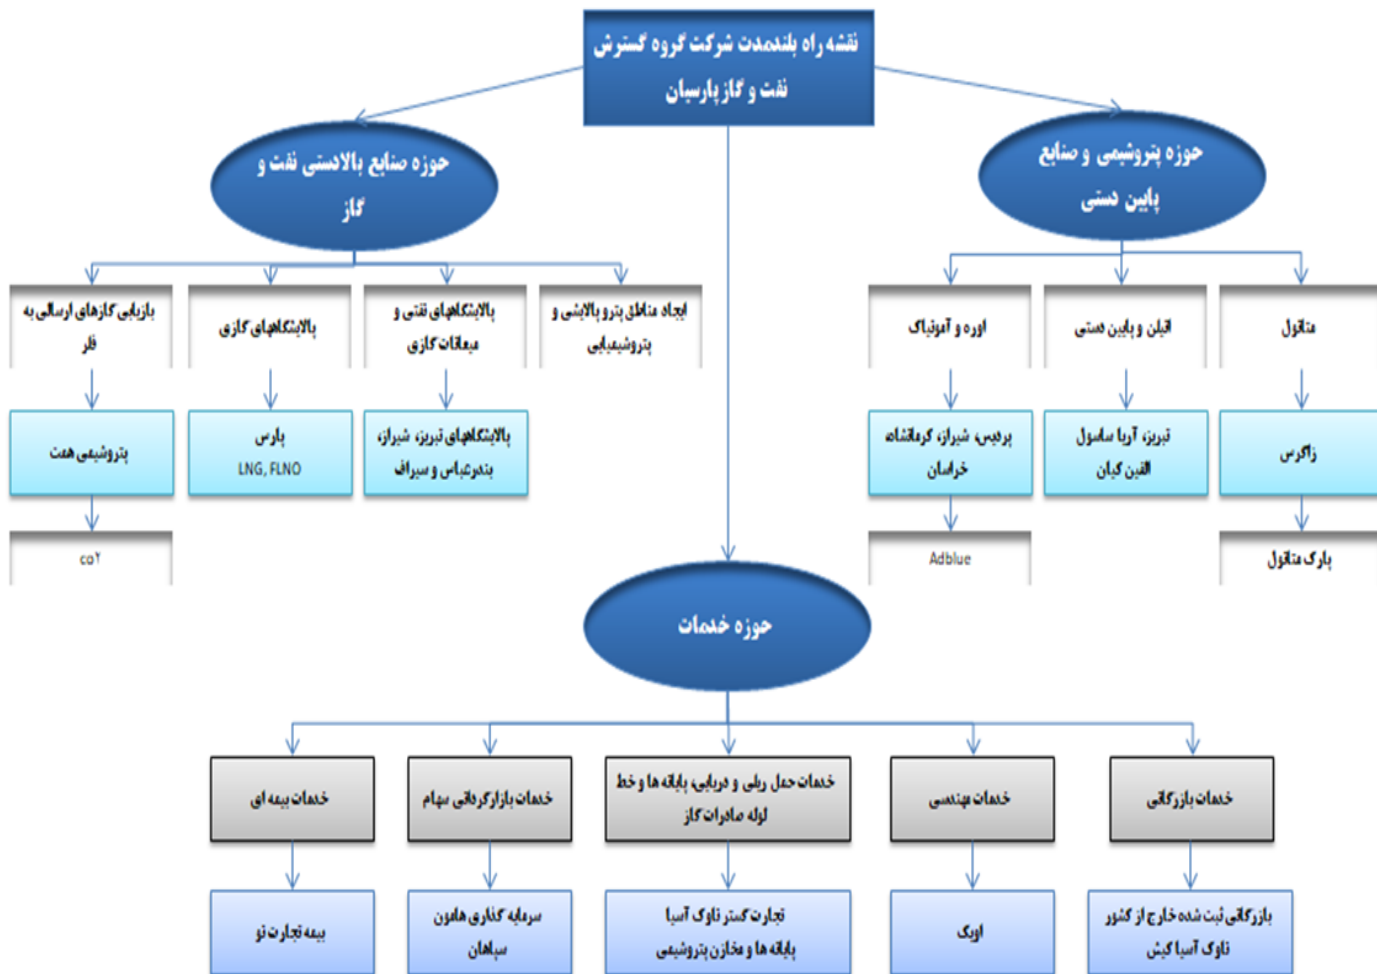 نقشه راه بلندمدت شرکت گروه گسترش
نفت و گاز پارسیان
حوزه پتروشیمی و صنایع
پایین دستی
حوزه صنایع بالادستی نفت و
گاز
متانول
اتیلن و پایین دستی
اوره و آمونیاک
ایجاد مناطق پترو پالایشی و
پتروشیمیایی
پالایشگاههای نفتی و
میعانات گازی
پالایشگاههای گازی
بازیابی گازهای ارسالی به
فلر
زاگرس
تبریز، آریا ساسول
الفین کیان
پردیس، شیراز، کرمانشاه،
خراسان
پالایشگاههای تبریز، شیراز،
بندرعباس و سیراف
پارس
LNG, FLNO
پتروشیمی همت
پارک متانول
Adblue
co۲
حوزه خدمات
خدمات بازرگانی
خدمات مهندسی
خدمات حمل ریلی و دریایی، پایانه ها و خط
لوله صادرات گاز
خدمات بازارگردانی سهام
خدمات بیمه ای
بازرگانی ثبت شده خارج از کشور
ناوک آسیا کیش
اویک
تجارت گستر ناوک آسیا
پایانه ها و مخازن پتروشیمی
سرمایه گذاری هامون
سپاهان
بیمه تجارت نو